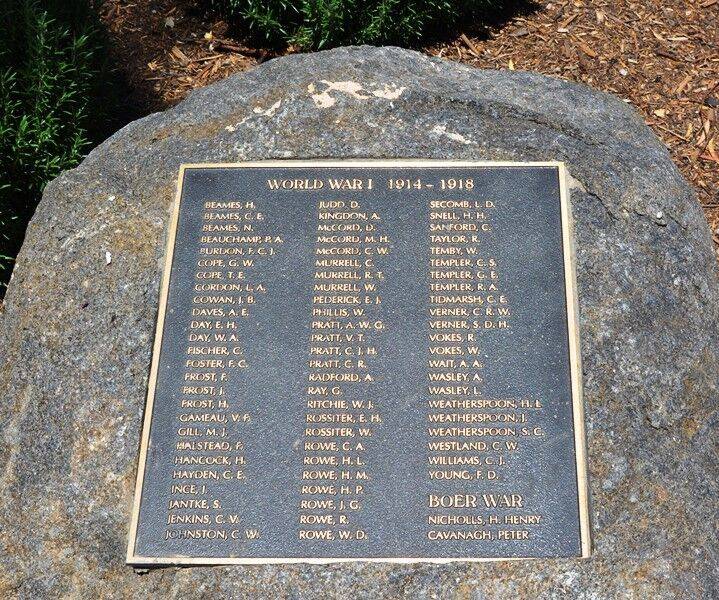 WORLD WAR I 1914 - 1918
BEAMES, H.
BEAMES, C. E.
BEAMES, N.
BEAUCHAMP, P. A.
BURDON, F. C. J.
COPE, G. W.
COPE, T. E.
CORDON, L. A.
COWAN, J. B.
DAVES, A. E.
DAY, E. H.
DAY, W. A.
FISCHER, C.
FOSTER, F. C.
FROST, F.
FROST, J.
FROST, H.
GAMEAU, V. F.
GILL, M. J.
HALSTEAD, F.
HANCOCK, H.
HAYDEN, C. E.
INCE, J.
JANTKE, S.
JENKINS, C. V.
JOHNSTON, C. W.
JUDD, D.
KINGDON, A.
McCORD, D.
McCORD, M. H.
McCORD, C. W.
MURRELL, C.
MURRELL, R. T.
MURRELL, W.
PEDERICK, E. J.
PHILLIS, W.
PRATT, A. W. G.
PRATT, V. T.
PRATT, C. J. H.
PRATT, C. R.
RADFORD, A.
RAY, G.
RITCHIE, W. J.
ROSSITER, E. H.
ROSSITER, W.
ROWE, C. A.
ROWE, H. L.
ROWE, H. M.
ROWE, H. P.
ROWE, J. G.
ROWE, R.
ROWE, W. D.
SECOMB, L. D.
SNELL, H. H.
SANFORD, C.
TAYLOR, R.
TEMBY, W.
TEMPLER, C. S.
TEMPLER, G. E.
TEMPLER, R. A.
TIDMARSH, C. E.
VERNER, C. R. W.
VERNER, S. D. H.
VOKES, R.
VOKES, W.
WAIT, A. A.
WASLEY, A.
WASLEY, L.
WEATHERSPOON, H. L.
WEATHERSPOON, J.
WEATHERSPOON, S. C.
WESTLAND, C. W.
WILLIAMS, C. J.
YOUNG, F. D.
BOER WAR
NICHOLLS, H. HENRY
CAVANAGH, PETER